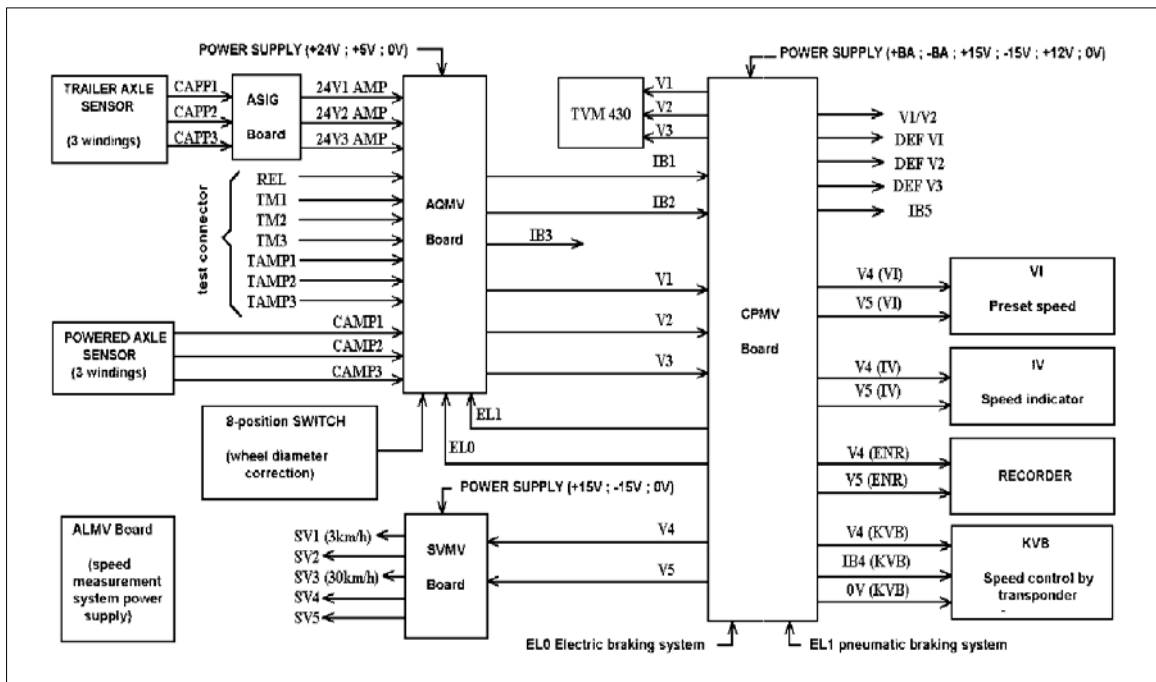 POWER SUPPLY (+24V ; +5V ; 0V)
POWER SUPPLY (+BA ; -BA ; +15V ; -15V ; +12V ; 0V)
TRAILER AXLE
SENSOR
(3 windings)
CAPP1
CAPP2
CAPP3
ASIG
Board
24V1 AMP
24V2 AMP
24V3 AMP
REL
TM1
TM2
TM3
TAMP1
TAMP2
TAMP3
test connector
POWERED AXLE
SENSOR
(3 windings)
CAMP1
CAMP2
CAMP3
AQMV
Board
8-position SWITCH
(wheel diameter
correction)
EL1
EL0
TVM 430
V1
V2
V3
IB1
IB2
IB3
V1
V2
V3
CPMV
Board
V1/V2
DEF V1
DEF V2
DEF V3
IB5
V4 (VI)
V5 (VI)
VI
Preset speed
V4 (IV)
V5 (IV)
IV
Speed indicator
V4 (ENR)
V5 (ENR)
RECORDER
V4 (KVB)
IB4 (KVB)
0V (KVB)
KVB
Speed control by
transponder
-
POWER SUPPLY (+15V ; -15V ; 0V)
SVMV
Board
V4
V5
SV1 (3km/h)
SV2
SV3 (30km/h)
SV4
SV5
ALMV Board
(speed
measurement
system power
supply)
EL0 Electric braking system
EL1 pneumatic braking system